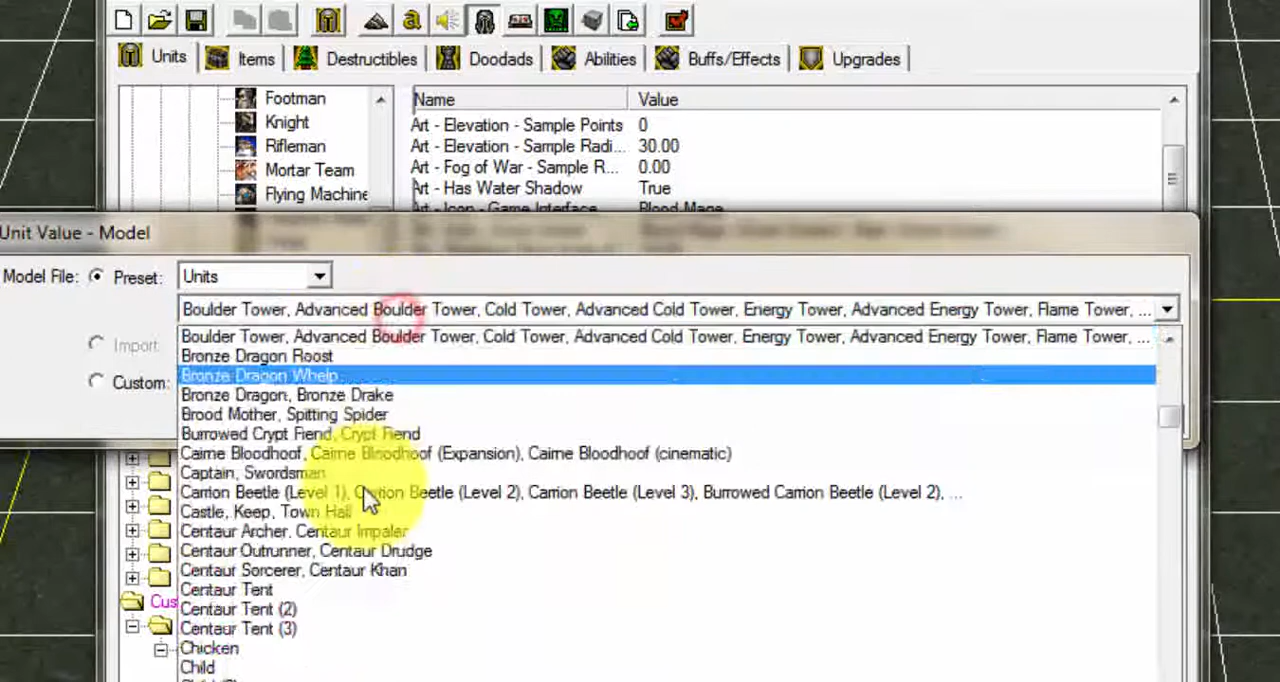 Units Items Destructibles Doodads Abilities Buffs/Effects Upgrades
Footman
Knight
Rifleman
Mortar Team
Flying Machine
Name Value
Art - Elevation - Sample Points 0
Art - Elevation - Sample Radi... 30.00
Art - Fog of War - Sample R... 0.00
Art - Has Water Shadow True
Art - Icon - Game Interface Blood Mage
Unit Value - Model
Model File: Preset: Units
Boulder Tower, Advanced Boulder Tower, Cold Tower, Advanced Cold Tower, Energy Tower, Advanced Energy Tower, Flame Tower, ...
Import
Custom:
Boulder Tower, Advanced Boulder Tower, Cold Tower, Advanced Cold Tower, Energy Tower, Advanced Energy Tower, Flame Tower, ...
Bronze Dragon Roost
Bronze Dragon Whelp
Bronze Dragon, Bronze Drake
Brood Mother, Spitting Spider
Burrowed Crypt Fiend, Crypt Fiend
Cairne Bloodhoof, Cairne Bloodhoof (Expansion), Cairne Bloodhoof (cinematic)
Captain, Swordsman
Carrion Beetle (Level 1), Carrion Beetle (Level 2), Carrion Beetle (Level 3), Burrowed Carrion Beetle (Level 2), ...
Castle, Keep, Town Hall
Centaur Archer, Centaur Impaler
Centaur Outrunner, Centaur Drudge
Centaur Sorcerer, Centaur Khan
Centaur Tent
Centaur Tent (2)
Centaur Tent (3)
Chicken
Child
Cus